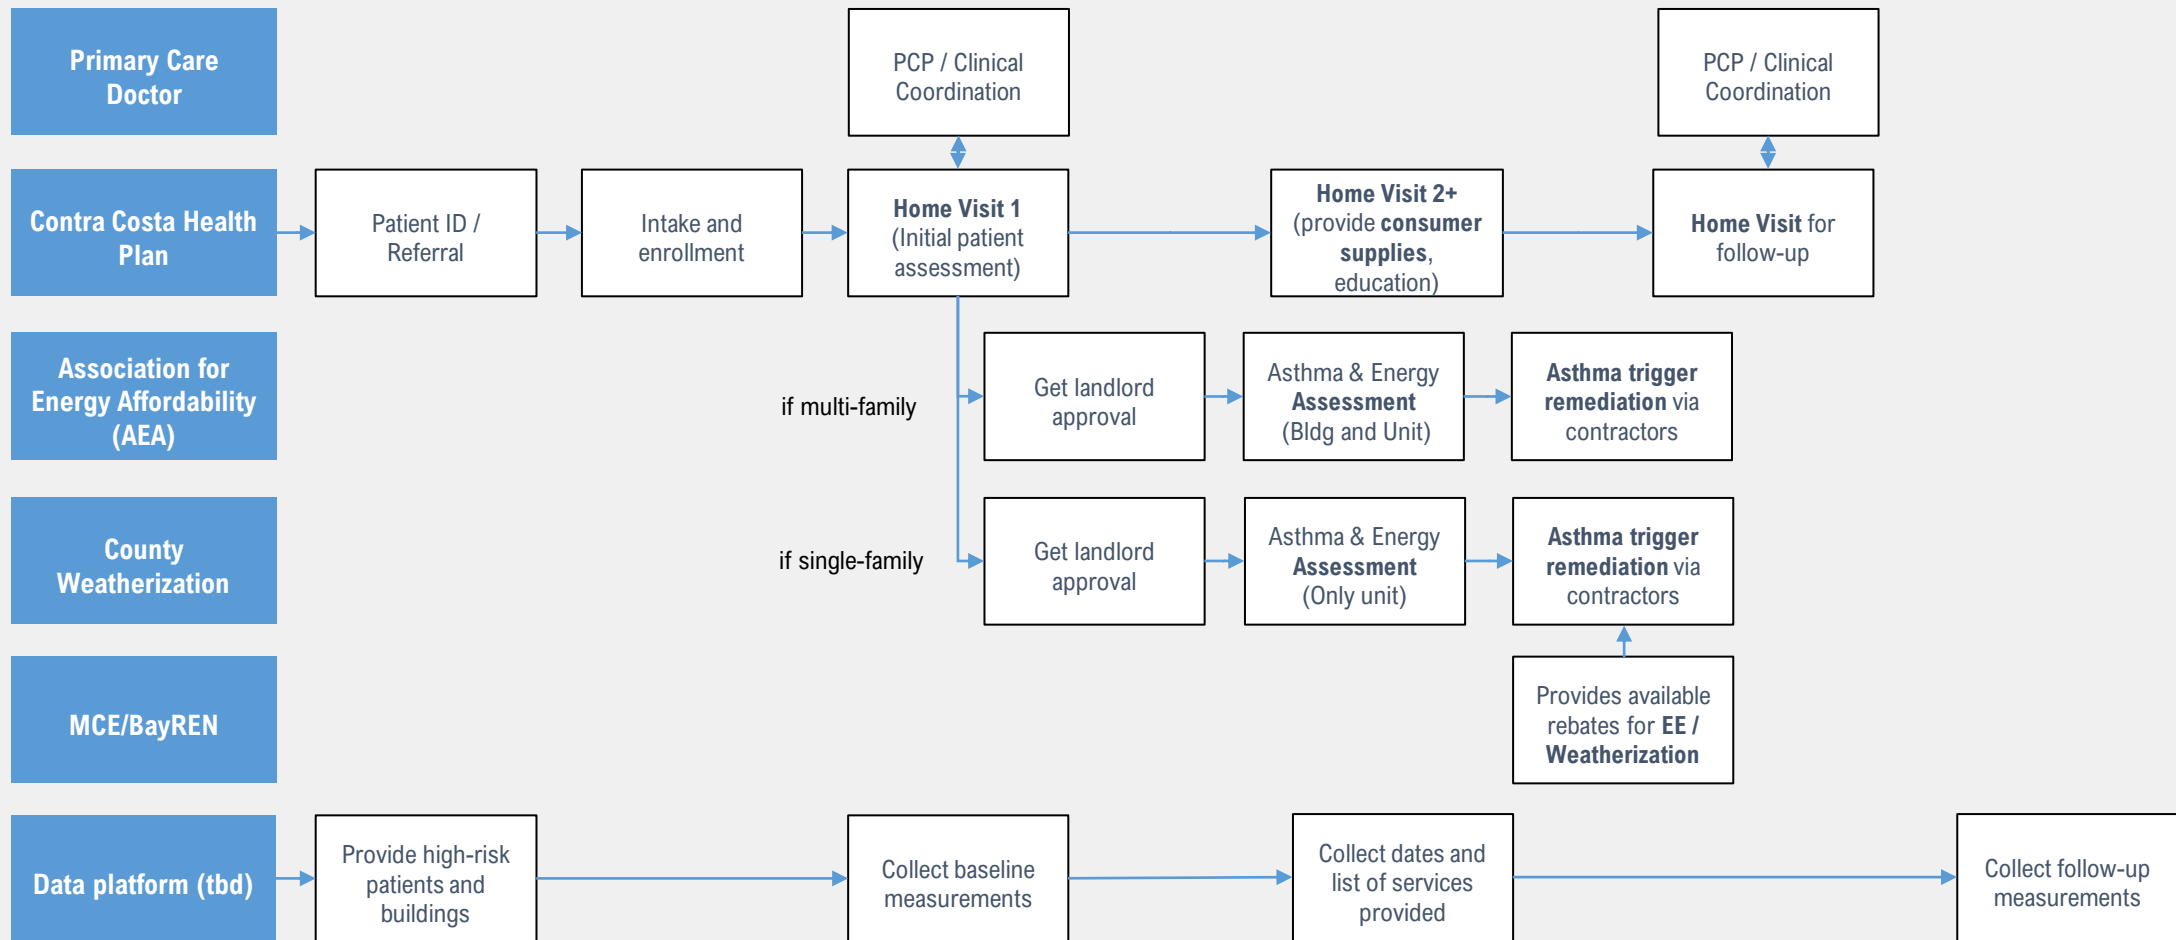 Primary Care
Doctor
PCP / Clinical
Coordination
PCP / Clinical
Coordination
Contra Costa Health
Plan
Patient ID /
Referral
Intake and
enrollment
Home Visit 1
(Initial patient
assessment)
Home Visit 2+
(provide consumer
supplies,
education)
Home Visit for
follow-up
Association for
Energy Affordability
(AEA)
if multi-family
Get landlord
approval
Asthma & Energy
Assessment
(Bldg and Unit)
Asthma trigger
remediation via
contractors
County
Weatherization
if single-family
Get landlord
approval
Asthma & Energy
Assessment
(Only unit)
Asthma trigger
remediation via
contractors
MCE/BayREN
Provides available
rebates for EE /
Weatherization
Data platform (tbd)
Provide high-risk
patients and
buildings
Collect baseline
measurements
Collect dates and
list of services
provided
Collect follow-up
measurements